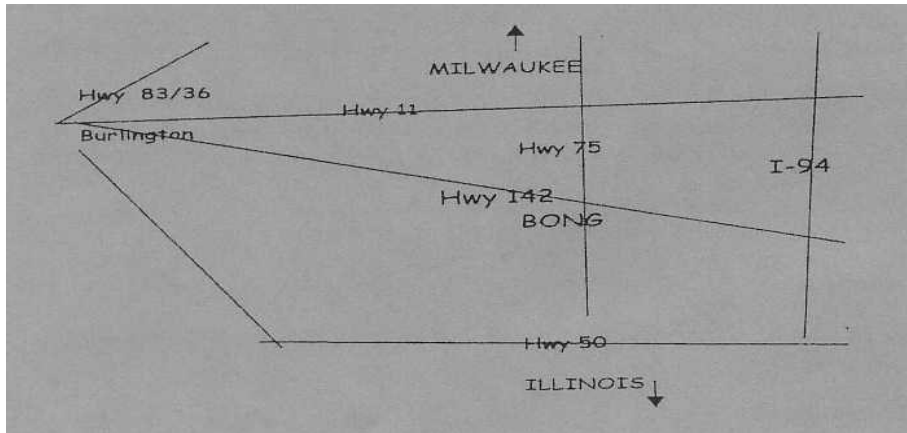 MILWAUKEE
Hwy 83/36
Hwy 11
Burlington
Hwy 75
I-94
Hwy 142
BONG
Hwy 50
ILLINOIS